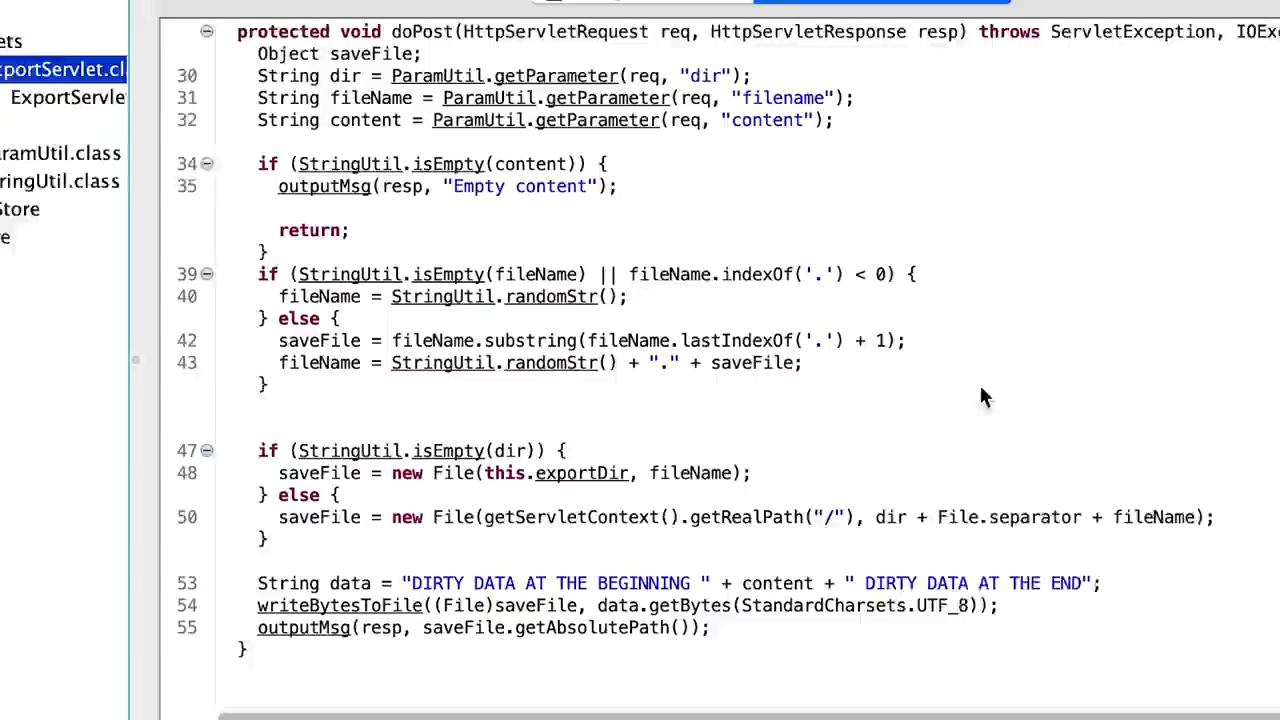 protected void doPost(HttpServletRequest req, HttpServletResponse resp) throws ServletException, IOExc
ets
Object saveFile;
xportServlet.cl
30 String dir = ParamUtil.getParameter(req, "dir");
ExportServlet
31 String fileName = ParamUtil.getParameter(req, "filename");
32 String content = ParamUtil.getParameter(req, "content");
aramUtil.class
34 if (StringUtil.isEmpty(content)) {
ringUtil.class
35 outputMsg(resp, "Empty content");
Store
return;
e
}
39 if (StringUtil.isEmpty(fileName) || fileName.indexOf('.') < 0) {
40 fileName = StringUtil.randomStr();
} else {
42 saveFile = fileName.substring(fileName.lastIndexOf('.') + 1);
43 fileName = StringUtil.randomStr() + "." + saveFile;
}
47 if (StringUtil.isEmpty(dir)) {
48 saveFile = new File(this.exportDir, fileName);
} else {
50 saveFile = new File(getServletContext().getRealPath("/"), dir + File.separator + fileName);
}
53 String data = "DIRTY DATA AT THE BEGINNING " + content + " DIRTY DATA AT THE END";
54 writeBytesToFile((File)saveFile, data.getBytes(StandardCharsets.UTF_8));
55 outputMsg(resp, saveFile.getAbsolutePath());
}